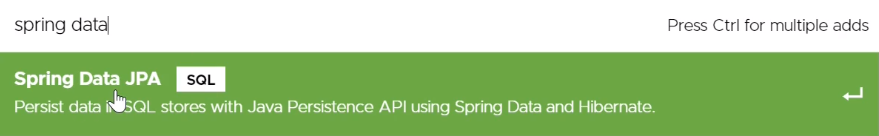 spring data
Press Ctrl for multiple adds
Spring Data JPA SQL
Persist data in SQL stores with Java Persistence API using Spring Data and Hibernate.